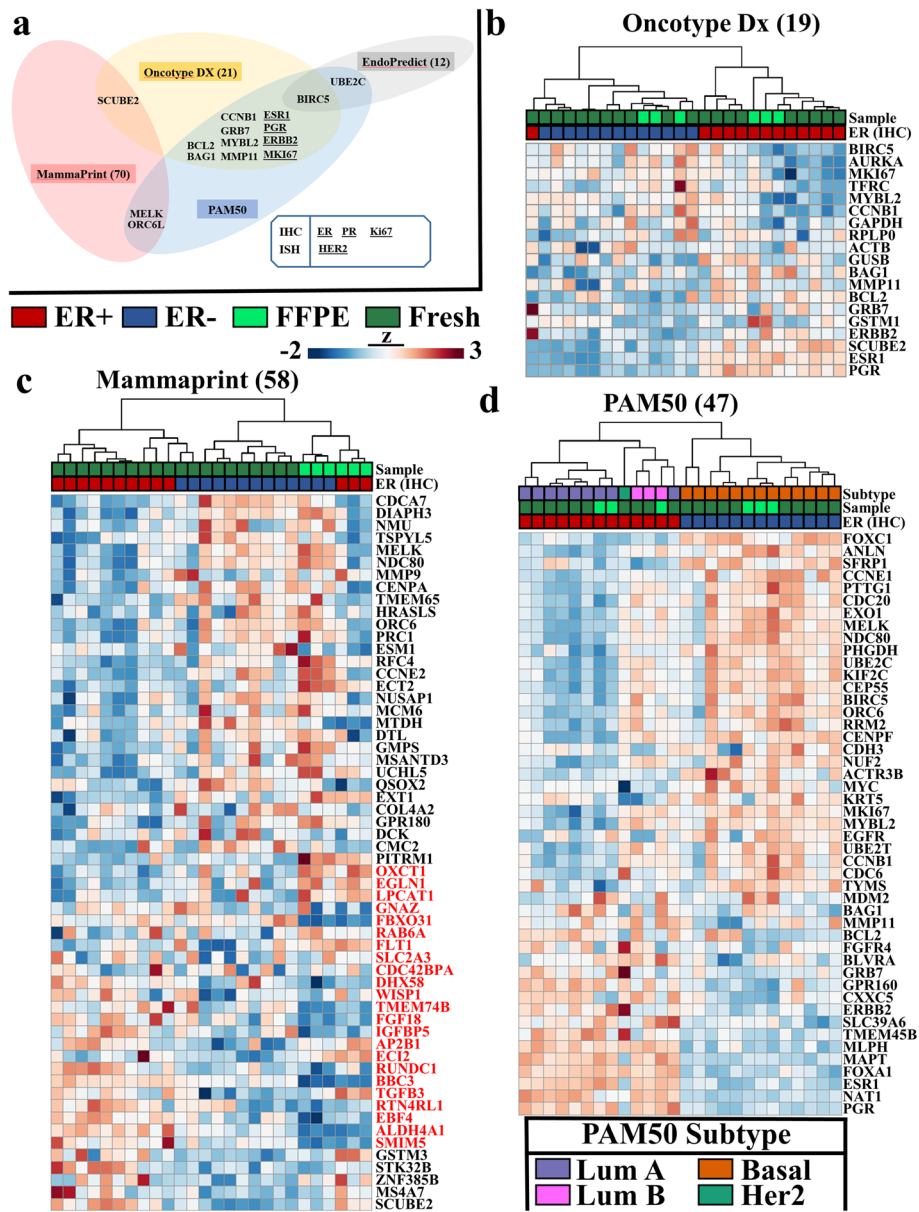 a
Oncotype DX (21)
EndoPredict (12)
UBE2C
SCUBE2
BIRC5
CCNB1 ESR1
GRB7 PGR
BCL2 MYBL2 ERBB2
BAG1 MMP11 MKI67
MammaPrint (70)
MELK
ORC6L
PAM50
IHC ER PR Ki67
ISH HER2
ER+ ER- FFPE Fresh
-2 z 3
b
Oncotype Dx (19)
Sample
ER (IHC)
BIRC5
AURKA
MKI67
TFRC
MYBL2
CCNB1
GAPDH
RPLP0
ACTB
GUSB
BAG1
MMP11
BCL2
GRB7
GSTM1
ERBB2
SCUBE2
ESR1
PGR
c
Mammaprint (58)
Sample
ER (IHC)
CDCA7
DIAPH3
NMU
TSPYL5
MELK
NDC80
MMP9
CENPA
TMEM65
HRASLS
ORC6
PRC1
ESM1
RFC4
CCNE2
ECT2
NUSAP1
MCM6
MTDH
DTL
GMPS
MSANTD3
UCHL5
QSOX2
EXT1
COL4A2
GPR180
DCK
CMC2
PITRM1
OXCT1
EGLN1
LPCAT1
GNAZ
FBXO31
RAB6A
FLT1
SLC2A3
CDC42BPA
DHX58
WISP1
TMEM74B
FGF18
IGFBP5
AP2B1
ECI2
RUNDC1
BBC3
TGFB3
RTN4RL1
EBF4
ALDH4A1
SMIM5
GSTM3
STK32B
ZNF385B
MS4A7
SCUBE2
d
PAM50 (47)
Subtype
Sample
ER (IHC)
FOXC1
ANLN
SFRP1
CCNE1
PTTG1
CDC20
EXO1
MELK
NDC80
PHGDH
UBE2C
KIF2C
CEP55
BIRC5
ORC6
RRM2
CENPF
CDH3
NUF2
ACTR3B
MYC
KRT5
MKI67
MYBL2
EGFR
UBE2T
CCNB1
CDC6
TYMS
MDM2
BAG1
MMP11
BCL2
FGFR4
BLVRA
GRB7
GPR160
CXXC5
ERBB2
SLC39A6
TMEM45B
MLPH
MAPT
FOXA1
ESR1
NAT1
PGR
PAM50 Subtype
Lum A Basal
Lum B Her2